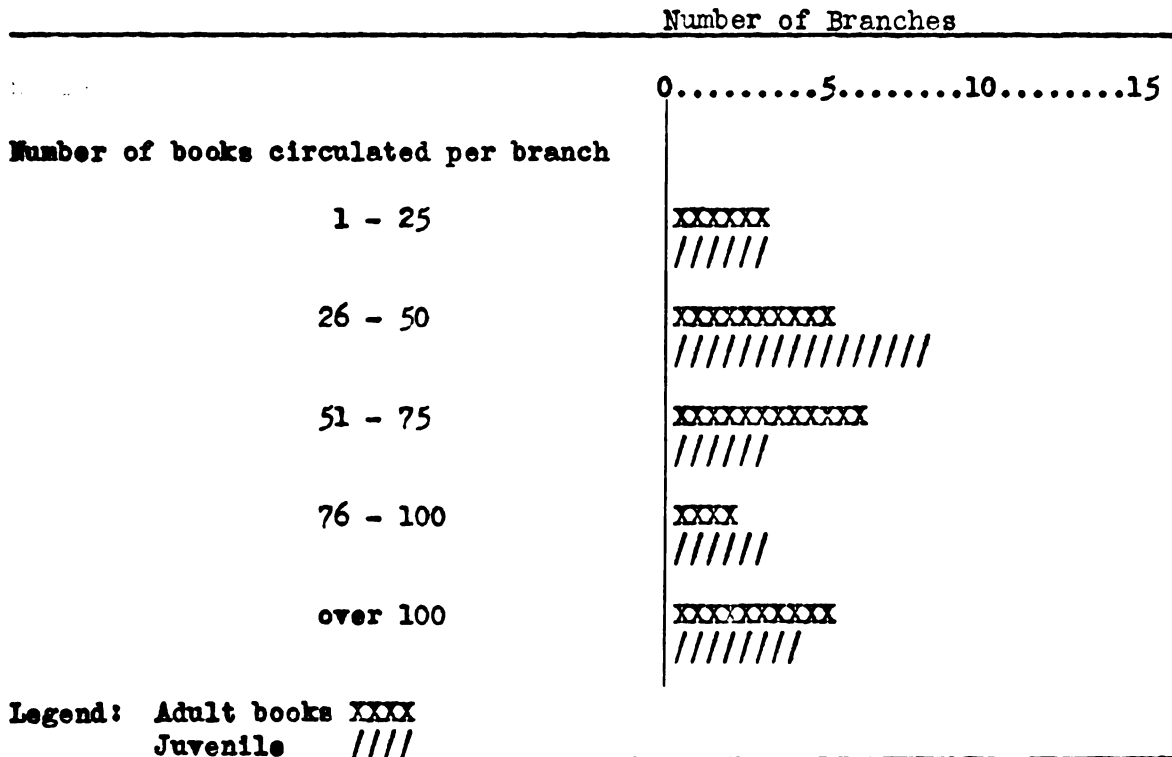 Number of Branches
0.........5........10........15
Number of books circulated per branch
1 - 25 XXXXXX
//////
26 - 50 XXXXXXXXXX
////////////////
51 - 75 XXXXXXXXXXXX
//////
76 - 100 XXXX
//////
over 100 XXXXXXXXXX
////////
Legend: Adult books XXXX
Juvenile ////